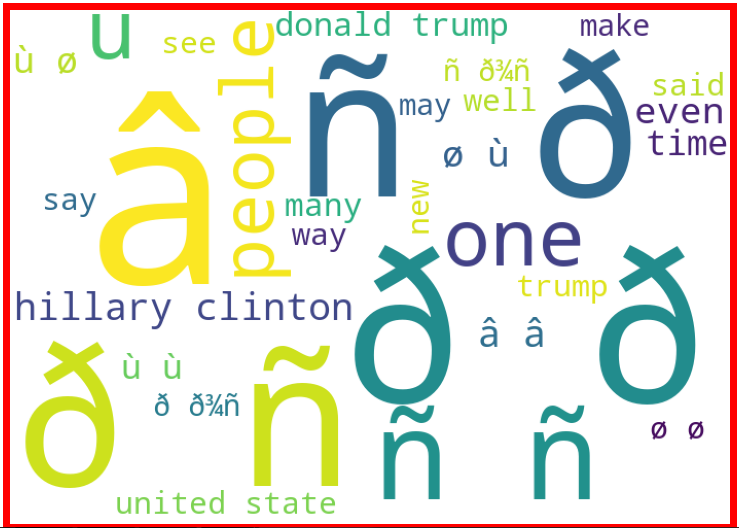 ù
donald trump
make
see
people
ù ø
ñ
ð
ñ ð¾ñ
said
â
may
well
even
time
ø ù
say
many
new
way
one
ð
ð
trump
hillary clinton
â â
ð
ñ
ù ù
ð ð¾ñ
ñ
ñ
ø ø
united state